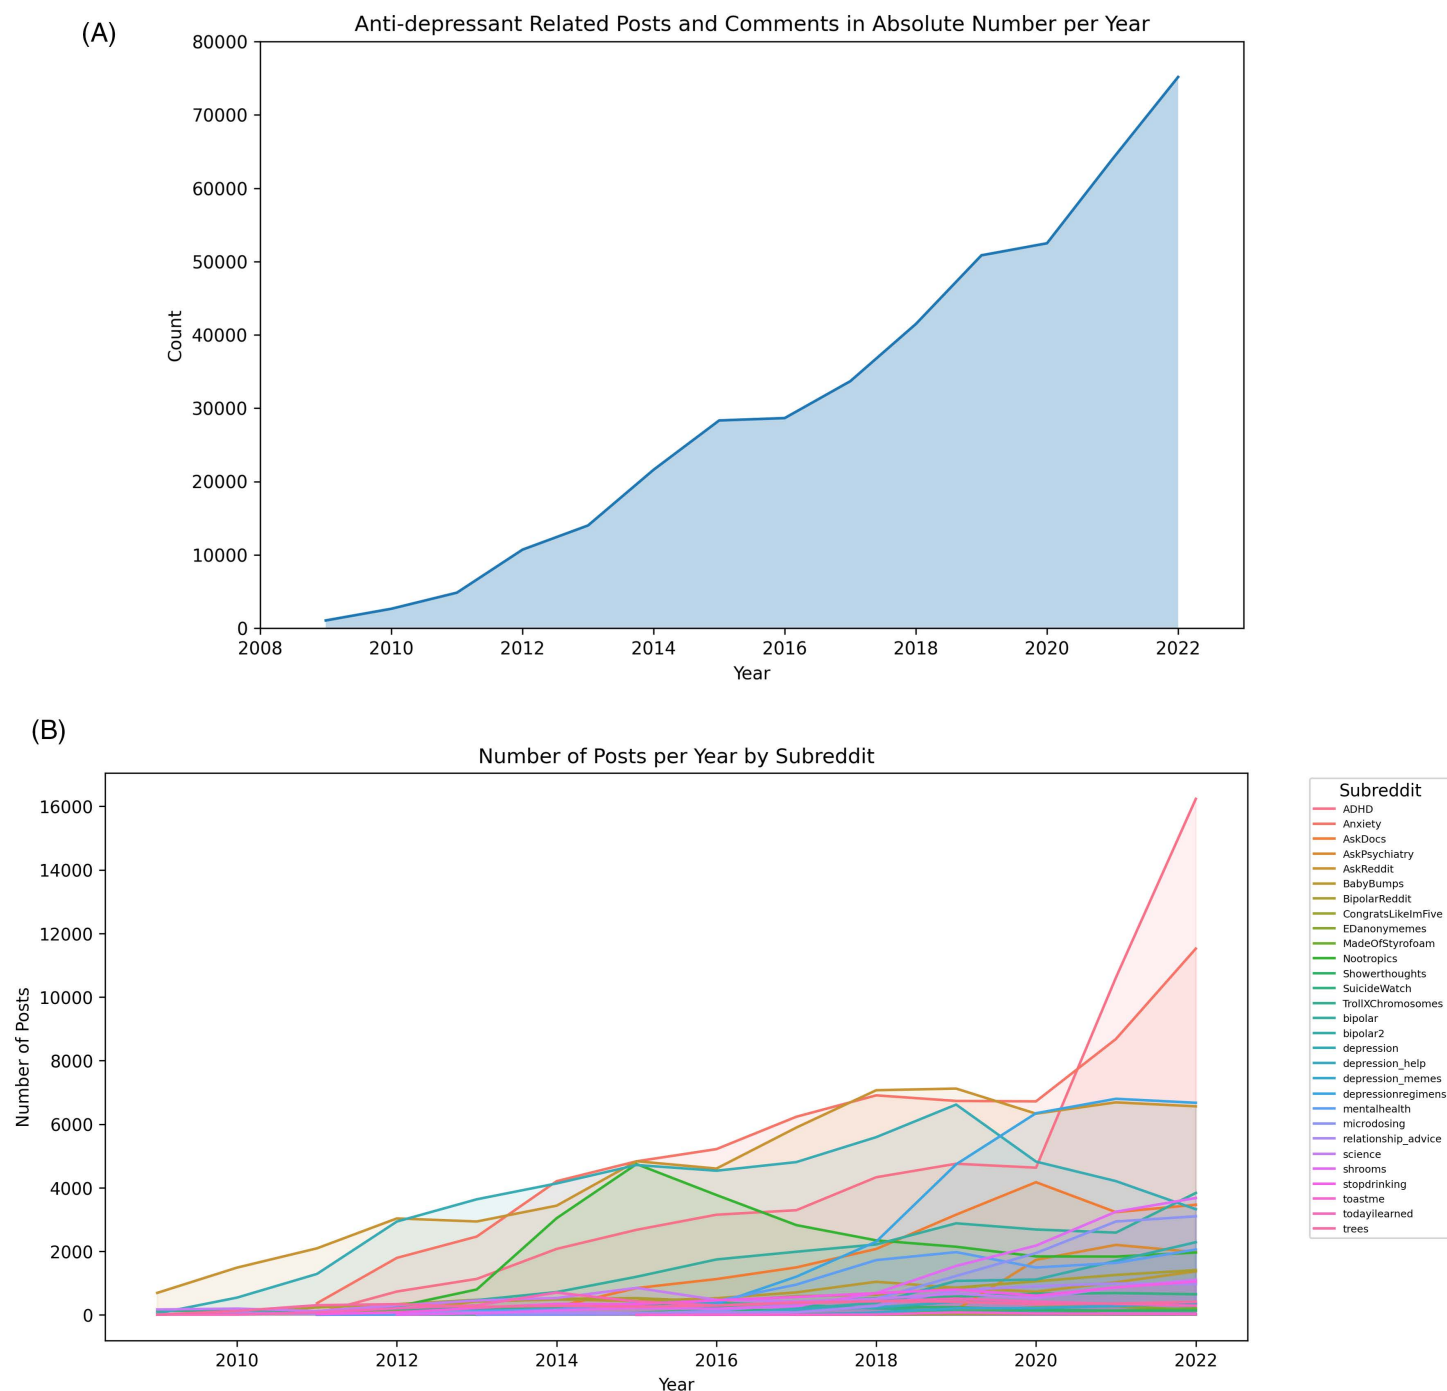 (A)
Anti-depressant Related Posts and Comments in Absolute Number per Year
80000
70000
60000
50000
40000
30000
20000
10000
0
Count
2008 2010 2012 2014 2016 2018 2020 2022
Year
(B)
Number of Posts per Year by Subreddit
16000
14000
12000
10000
8000
6000
4000
2000
0
Number of Posts
2010 2012 2014 2016 2018 2020 2022
Year
Subreddit
ADHD
Anxiety
AskDocs
AskPsychiatry
AskReddit
BabyBumps
BipolarReddit
CongratsLikeImFive
EDanonymemes
MadeOfStyrofoam
Nootropics
Showerthoughts
SuicideWatch
TrollXChromosomes
bipolar
bipolar2
depression
depression_help
depression_memes
depressionregimens
mentalhealth
microdosing
relationship_advice
science
shrooms
stopdrinking
toastme
todayilearned
trees